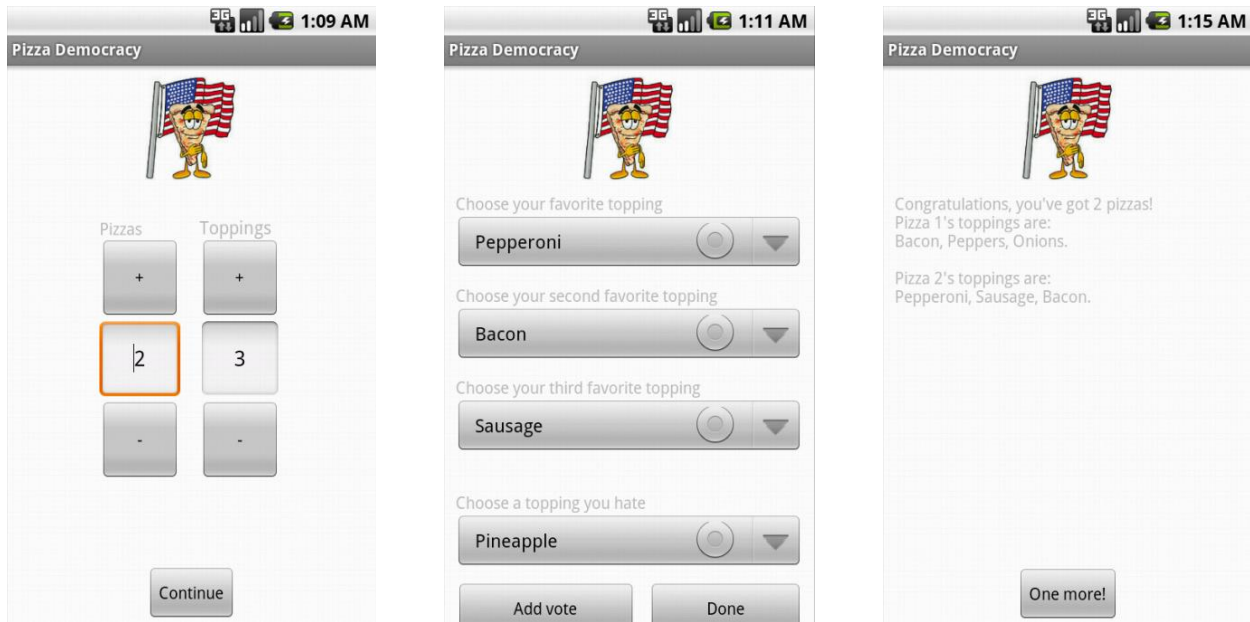 3G 1:09 AM
Pizza Democracy
Pizzas Toppings
+ +
2 3
- -
Continue
3G 1:11 AM
Pizza Democracy
Choose your favorite topping
Pepperoni
Choose your second favorite topping
Bacon
Choose your third favorite topping
Sausage
Choose a topping you hate
Pineapple
Add vote Done
3G 1:15 AM
Pizza Democracy
Congratulations, you've got 2 pizzas!
Pizza 1's toppings are:
Bacon, Peppers, Onions.
Pizza 2's toppings are:
Pepperoni, Sausage, Bacon.
One more!